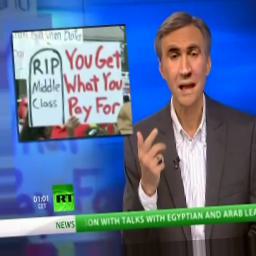 RIP
Middle
Class
You Get
What You
Pay For
01:01
CET
RT
NEWS
ON WITH TALKS WITH EGYPTIAN AND ARAB LEA